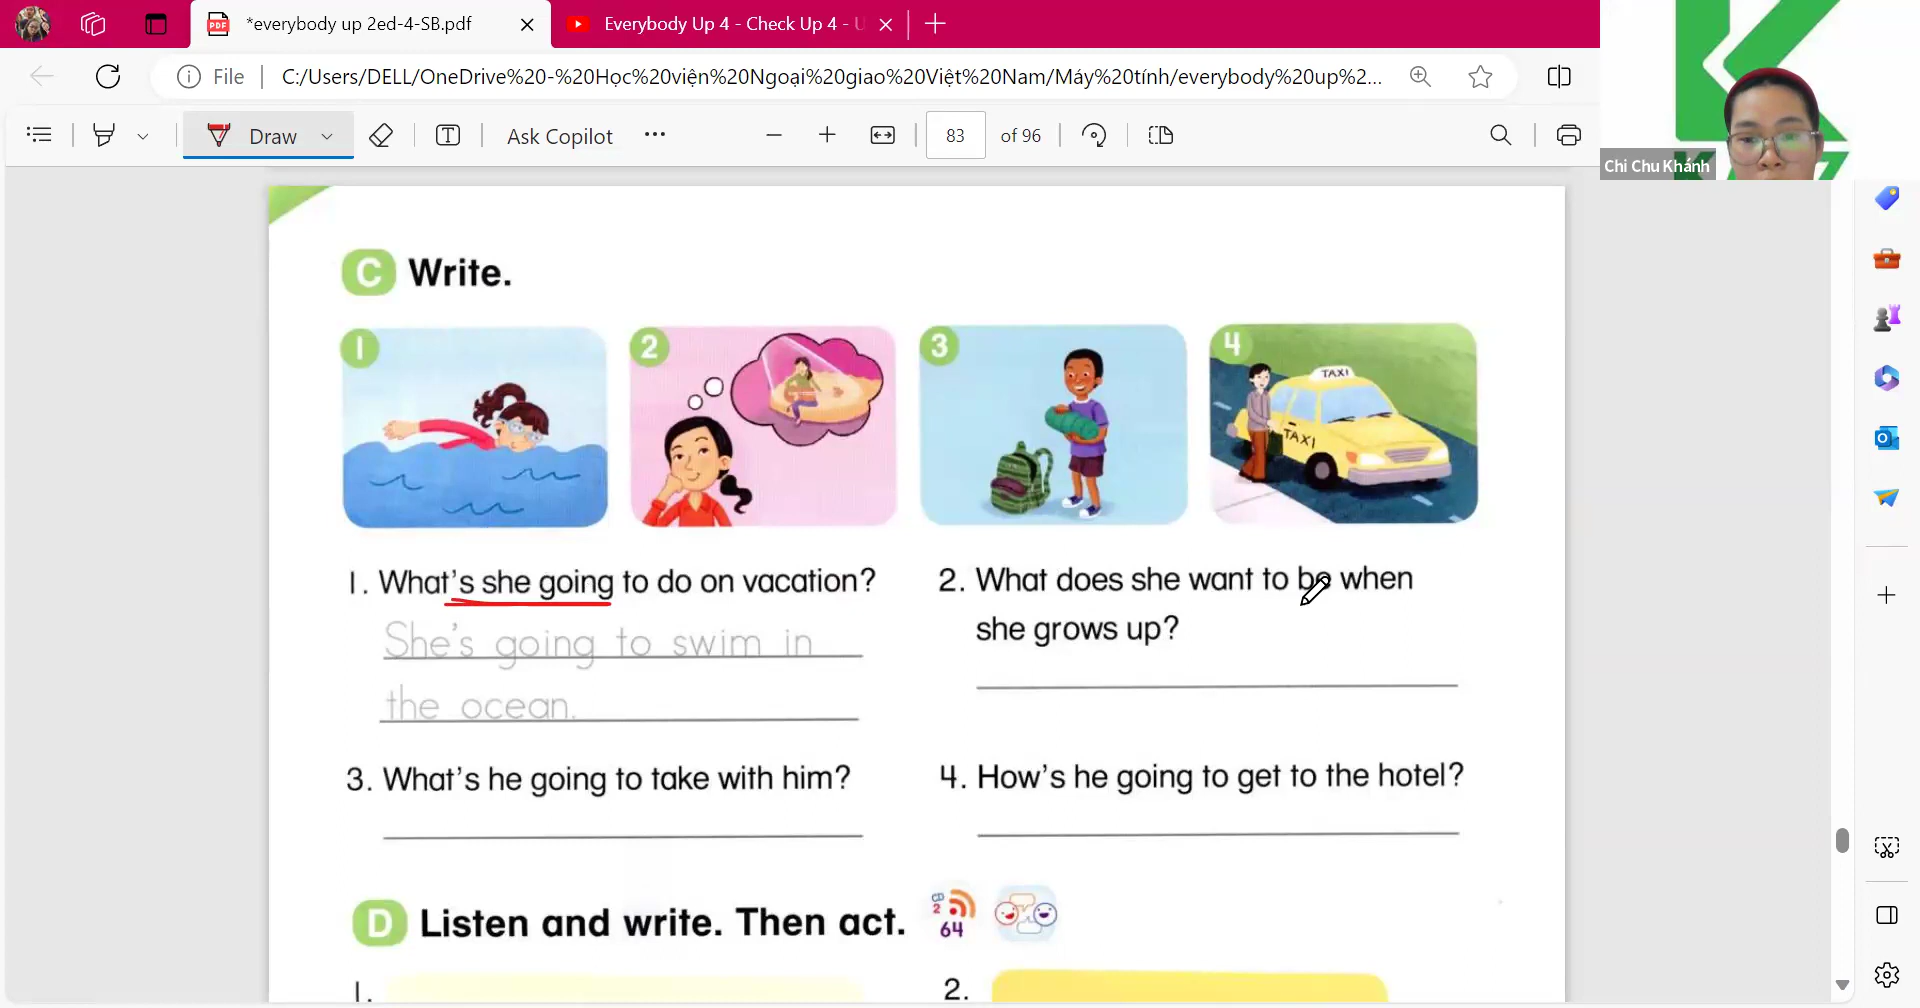 *everybody up 2ed-4-SB.pdf
Everybody Up 4 - Check Up 4 - U
File
C:/Users/DELL/OneDrive%20-%20Học%20viện%20Ngoại%20giao%20Việt%20Nam/Máy%20tính/everybody%20up%2...
Draw
Ask Copilot
83 of 96
Chi Chu Khánh
C Write.
1
2
3
4
TAXI
TAXI
1. What's she going to do on vacation?
She's going to swim in
the ocean.
2. What does she want to be when
she grows up?
3. What's he going to take with him?
4. How's he going to get to the hotel?
D Listen and write. Then act.
CD
2
64
1.
2.